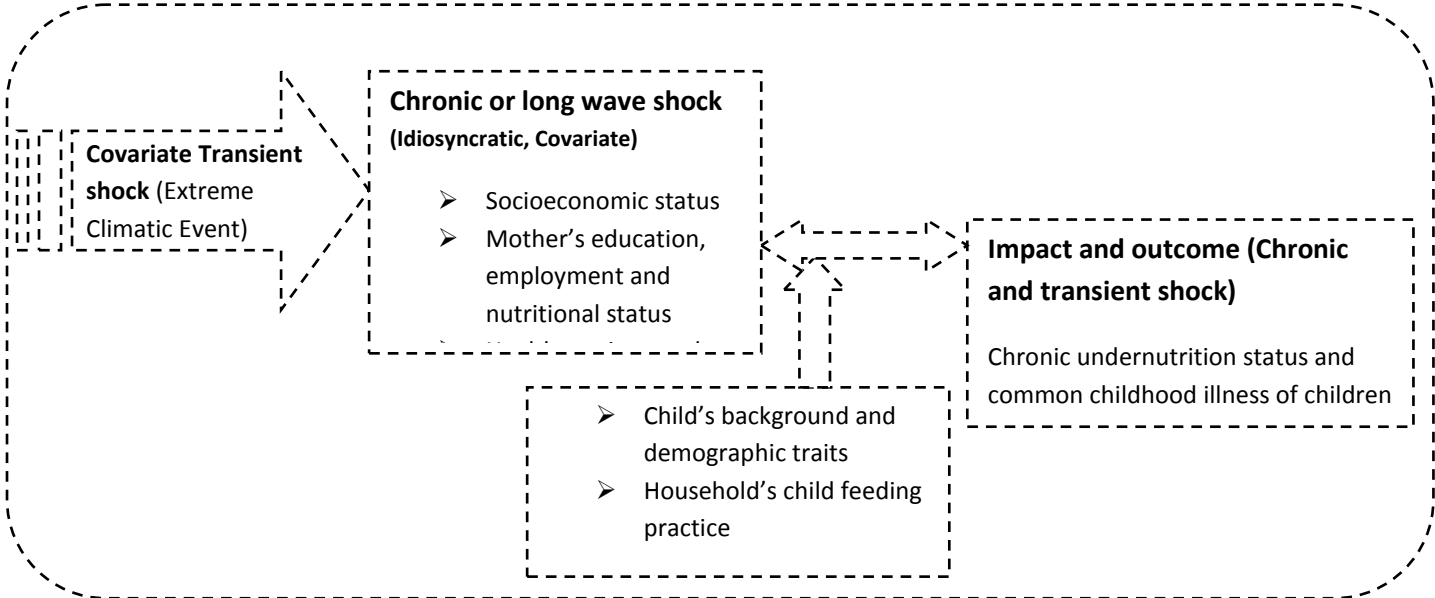 Covariate Transient
shock (Extreme
Climatic Event)
Chronic or long wave shock
(Idiosyncratic, Covariate)
➢ Socioeconomic status
➢ Mother’s education,
employment and
nutritional status
Impact and outcome (Chronic
and transient shock)
Chronic undernutrition status and
common childhood illness of children
➢ Child’s background and
demographic traits
➢ Household’s child feeding
practice